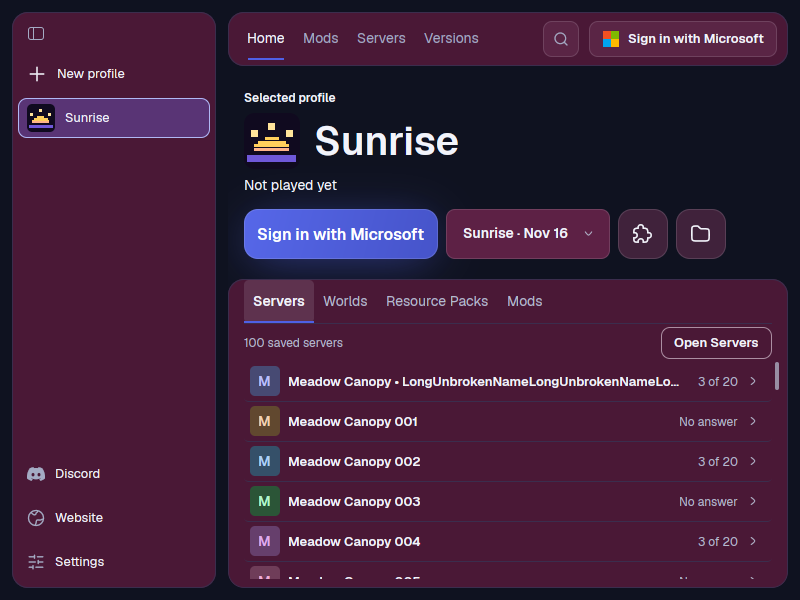 New profile
Sunrise
Discord
Website
Settings
Home
Mods
Servers
Versions
Sign in with Microsoft
Selected profile
Sunrise
Not played yet
Sign in with Microsoft
Sunrise · Nov 16
Servers
Worlds
Resource Packs
Mods
100 saved servers
Open Servers
M Meadow Canopy • LongUnbrokenNameLongUnbrokenNameLo... 3 of 20
M Meadow Canopy 001 No answer
M Meadow Canopy 002 3 of 20
M Meadow Canopy 003 No answer
M Meadow Canopy 004 3 of 20